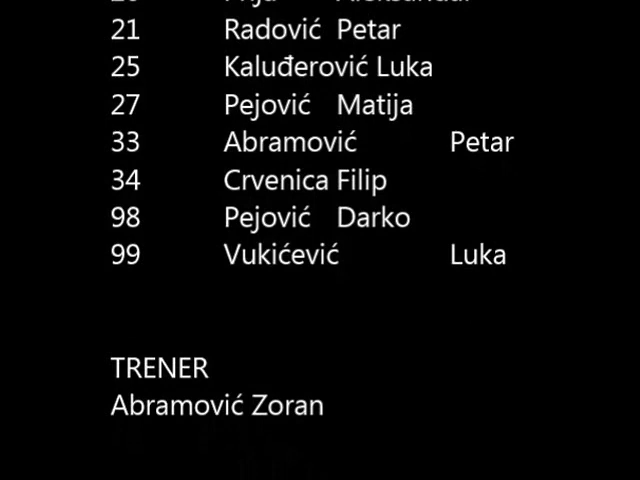 21 Radović Petar
25 Kaluđerović Luka
27 Pejović Matija
33 Abramović Petar
34 Crvenica Filip
98 Pejović Darko
99 Vukićević Luka
TRENER
Abramović Zoran